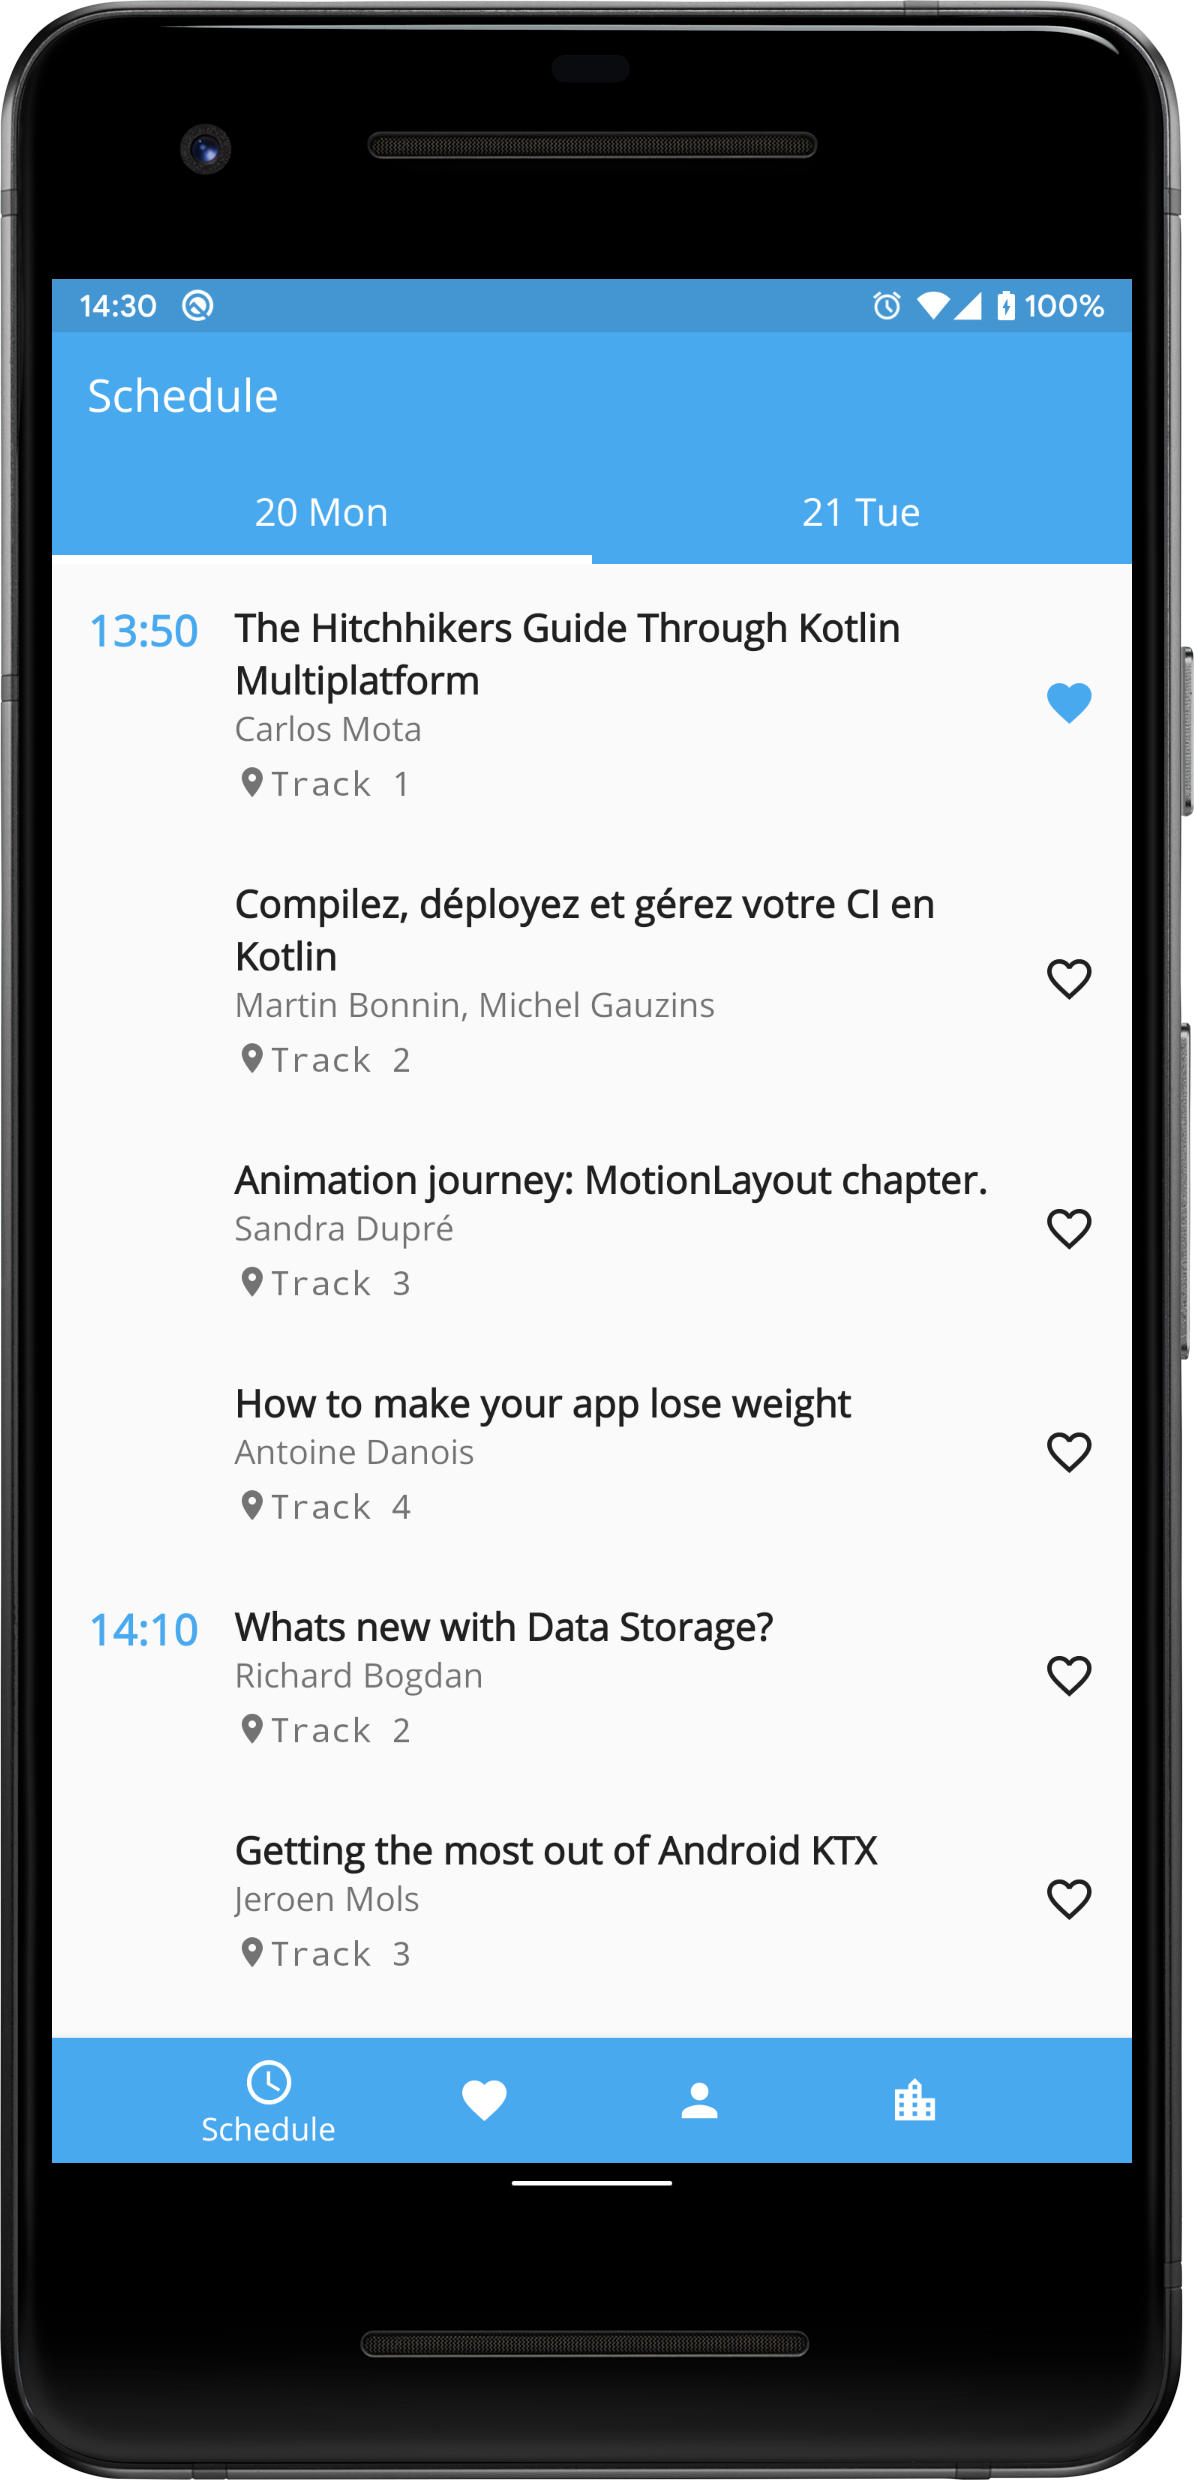 14:30 100%
Schedule
20 Mon 21 Tue
13:50 The Hitchhikers Guide Through Kotlin
Multiplatform
Carlos Mota
Track 1
Compilez, déployez et gérez votre CI en
Kotlin
Martin Bonnin, Michel Gauzins
Track 2
Animation journey: MotionLayout chapter.
Sandra Dupré
Track 3
How to make your app lose weight
Antoine Danois
Track 4
14:10 Whats new with Data Storage?
Richard Bogdan
Track 2
Getting the most out of Android KTX
Jeroen Mols
Track 3
Schedule